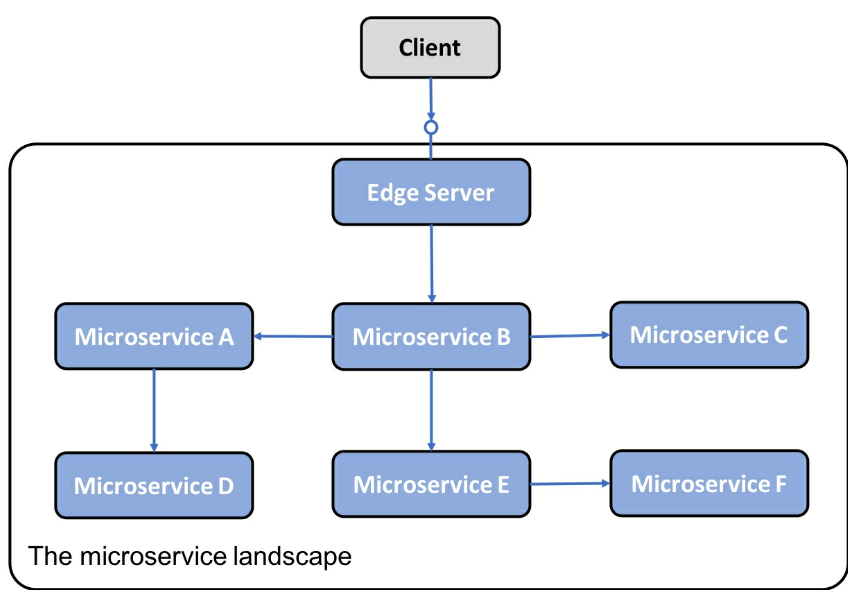 Client
Edge Server
Microservice A
Microservice B
Microservice C
Microservice D
Microservice E
Microservice F
The microservice landscape